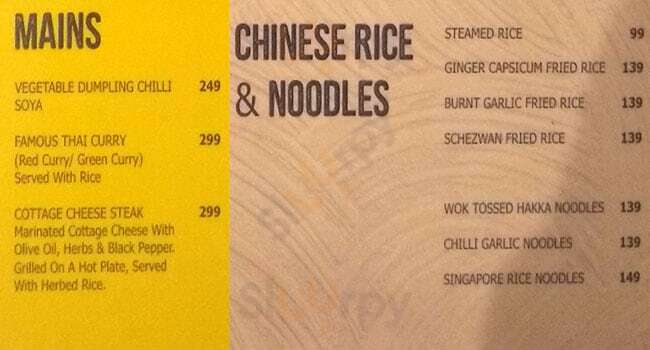 MAINS
VEGETABLE DUMPLING CHILLI 249
SOYA
FAMOUS THAI CURRY 299
(Red Curry/ Green Curry)
Served With Rice
COTTAGE CHEESE STEAK 299
Marinated Cottage Cheese With
Olive Oil, Herbs & Black Pepper.
Grilled On A Hot Plate, Served
With Herbed Rice.
CHINESE RICE
& NOODLES
STEAMED RICE 99
GINGER CAPSICUM FRIED RICE 139
BURNT GARLIC FRIED RICE 139
SCHEZWAN FRIED RICE 139
WOK TOSSED HAKKA NOODLES 139
CHILLI GARLIC NOODLES 139
SINGAPORE RICE NOODLES 149